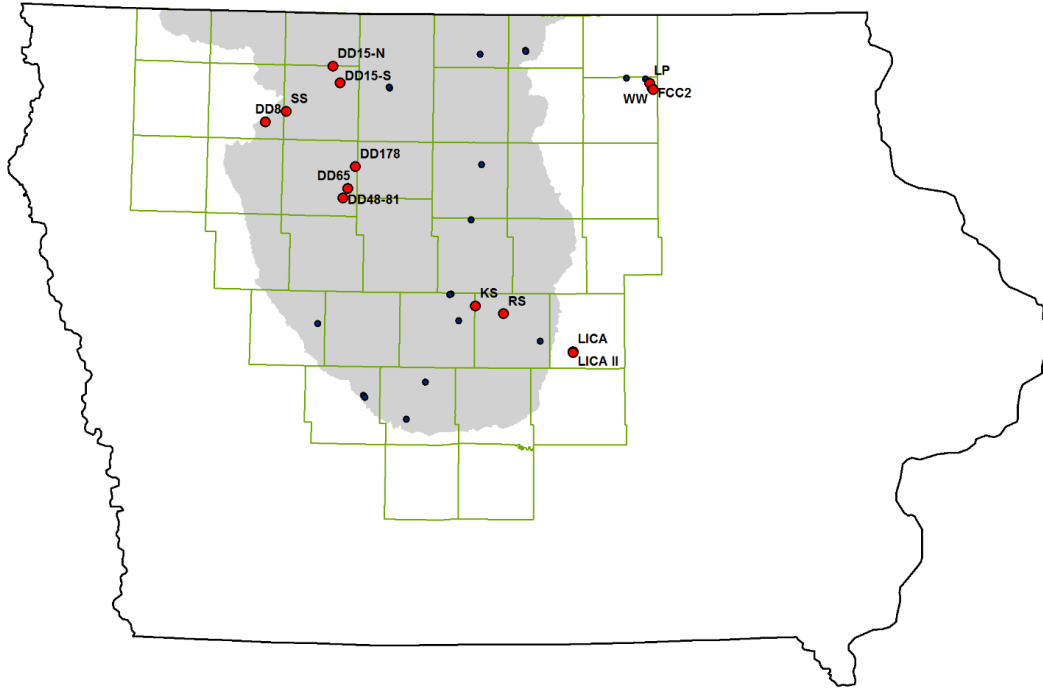 DD15-N
LP
DD15-S
WW
FCC2
SS
DD8
DD178
DD65
DD48-81
KS
RS
LICA
LICA II